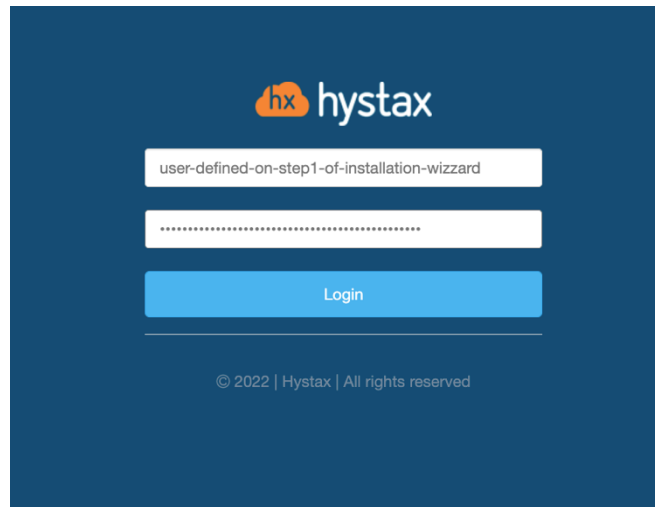 hx hystax
user-defined-on-step1-of-installation-wizzard
Login
© 2022 | Hystax | All rights reserved